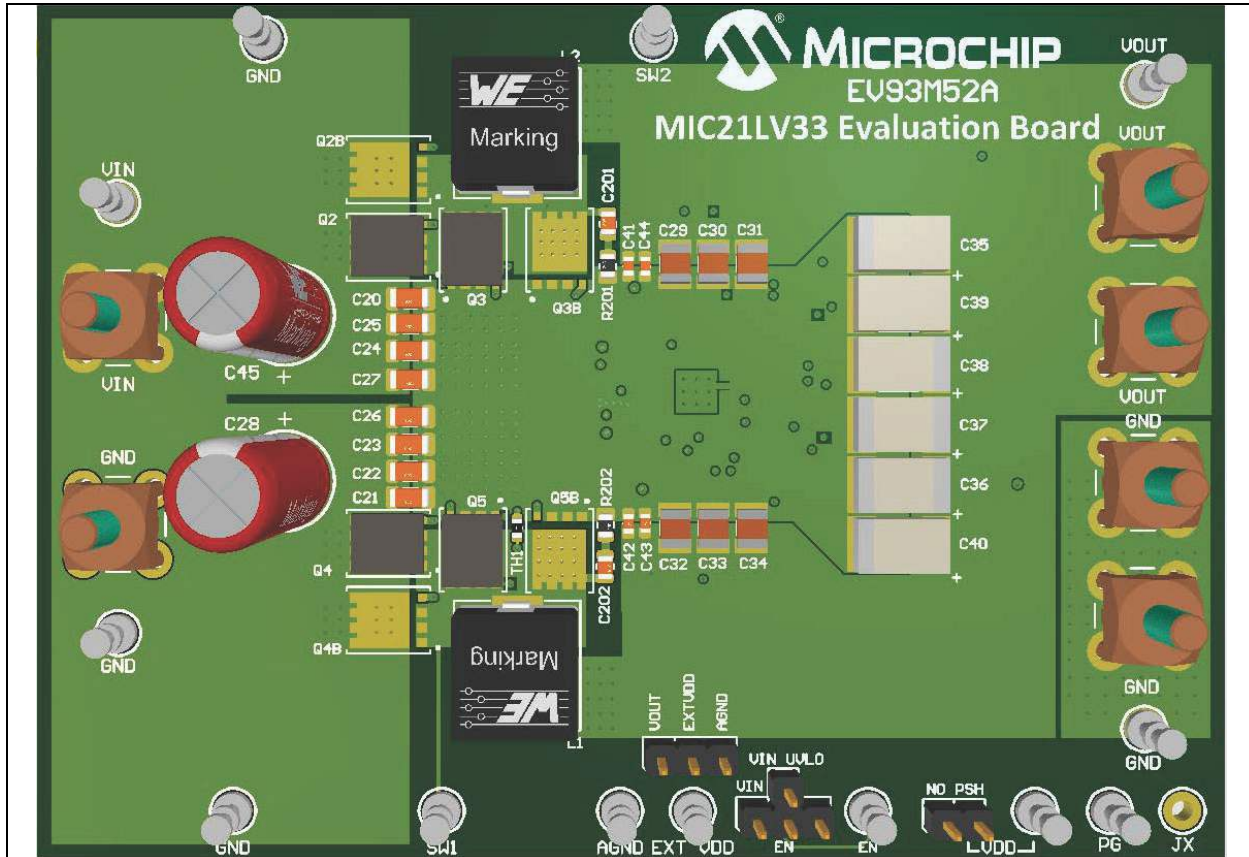 GND
SW2
L2
MICROCHIP
®
VOUT
EV93M52A
MIC21LV33 Evaluation Board
VOUT
WE
Marking
Q2B
VIN
C201
Q2
C41
C44
C29
C30
C31
C35
Q3
Q3B
R201
C20
C25
C24
C27
C39
C38
VIN
C45
+
VOUT
C26
C23
C22
C21
C37
GND
GND
C28
+
C36
Q5
Q5B
R202
C40
TH1
C42
C43
C32
C33
C34
C202
Q4
Q4B
GND
Marking
WE
L1
GND
GND
VOUT
EXTVDD
AGND
VIN UVLO
VIN
NO PSH
GND
SW1
AGND
EXT VDD
EN
EN
VDD
PG
JX